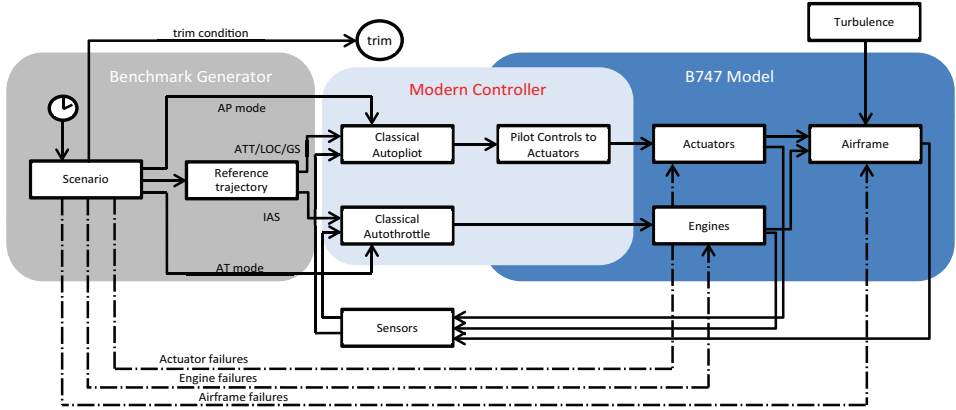 trim condition
trim
Turbulence
Benchmark Generator
Modern Controller
B747 Model
AP mode
ATT/LOC/GS
Classical
Autopliot
Pilot Controls to
Actuators
Actuators
Airframe
Scenario
Reference
trajectory
IAS
Classical
Autothrottle
Engines
AT mode
Sensors
Actuator failures
Engine failures
Airframe failures